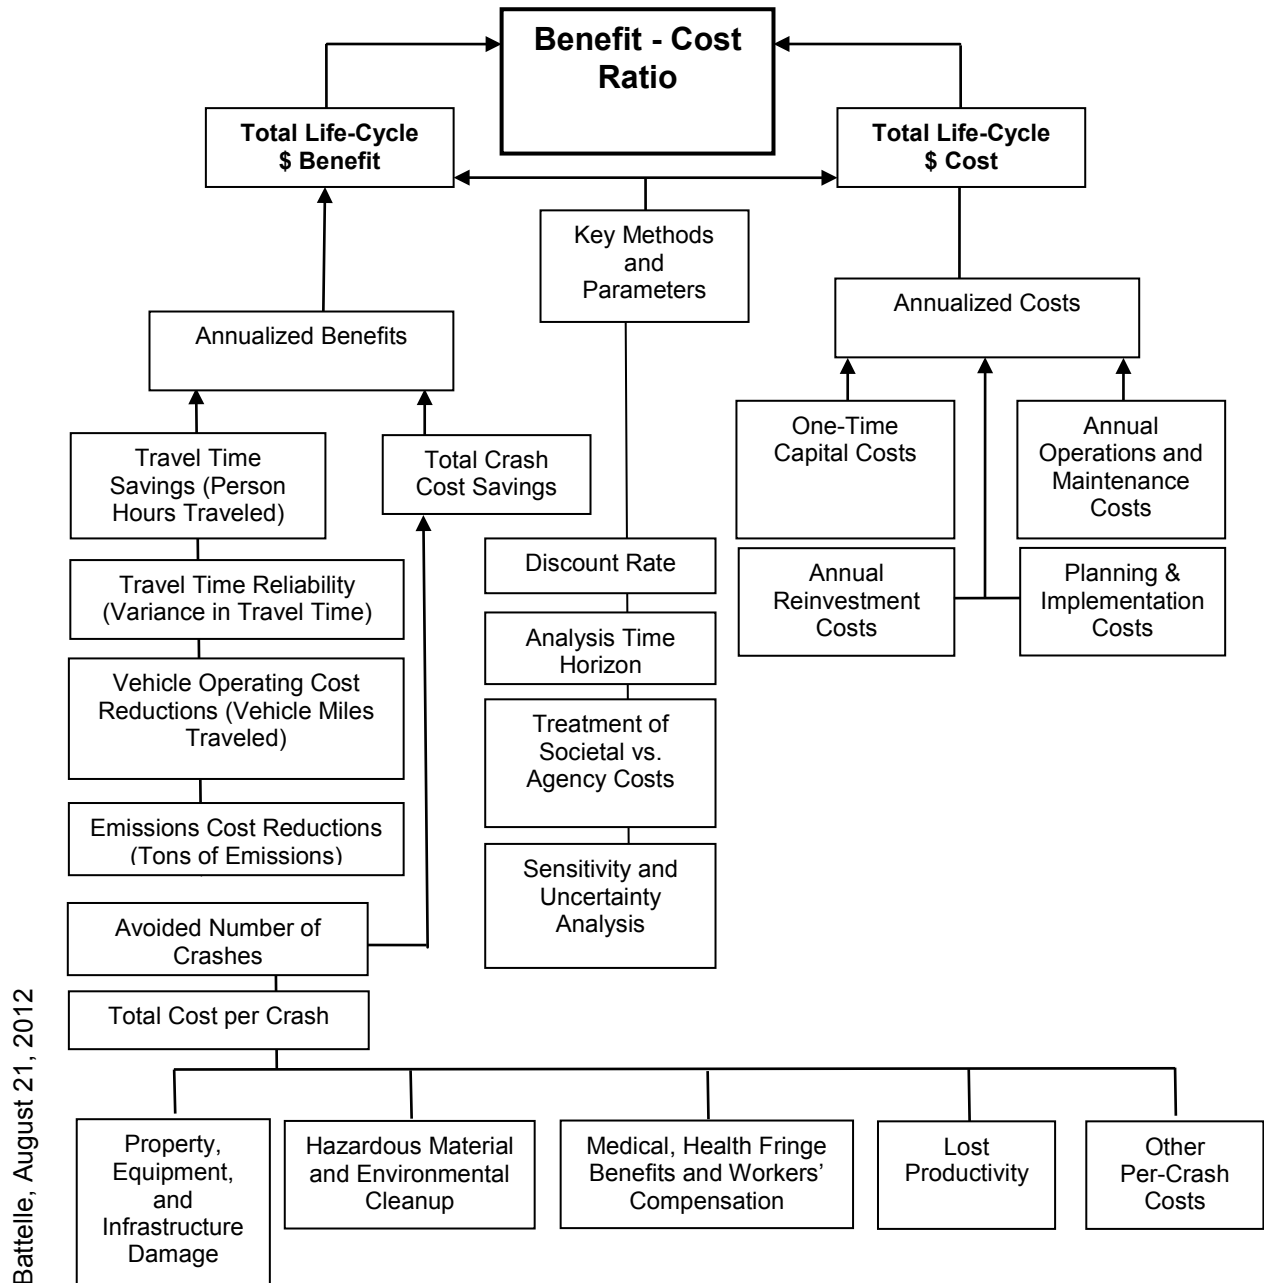 Benefit - Cost
Ratio
Total Life-Cycle
$ Benefit
Total Life-Cycle
$ Cost
Key Methods
and
Parameters
Annualized Benefits
Annualized Costs
Travel Time
Savings (Person
Hours Traveled)
Total Crash
Cost Savings
One-Time
Capital Costs
Annual
Operations and
Maintenance
Costs
Travel Time Reliability
(Variance in Travel Time)
Vehicle Operating Cost
Reductions (Vehicle Miles
Traveled)
Emissions Cost Reductions
(Tons of Emissions)
Discount Rate
Analysis Time
Horizon
Treatment of
Societal vs.
Agency Costs
Sensitivity and
Uncertainty
Analysis
Annual
Reinvestment
Costs
Planning &
Implementation
Costs
Avoided Number of
Crashes
Total Cost per Crash
Property,
Equipment,
and
Infrastructure
Damage
Hazardous Material
and Environmental
Cleanup
Medical, Health Fringe
Benefits and Workers’
Compensation
Lost
Productivity
Other
Per-Crash
Costs
Battelle, August 21, 2012